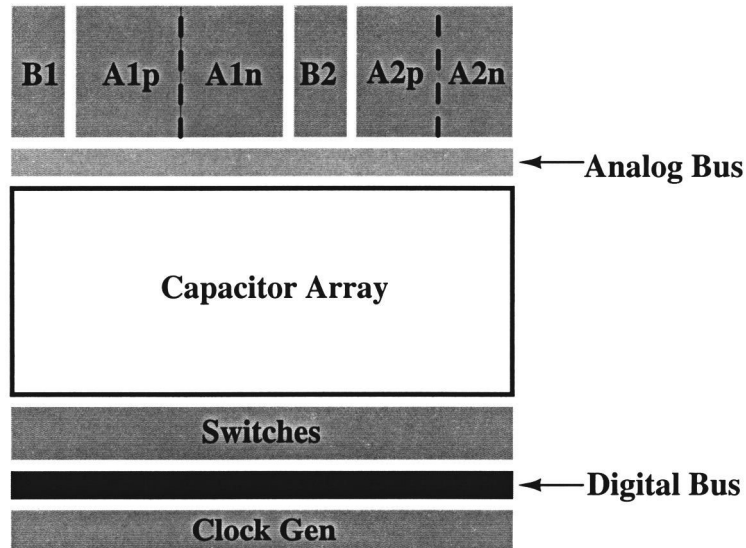 B1 A1p A1n B2 A2p A2n
Analog Bus
Capacitor Array
Switches
Digital Bus
Clock Gen